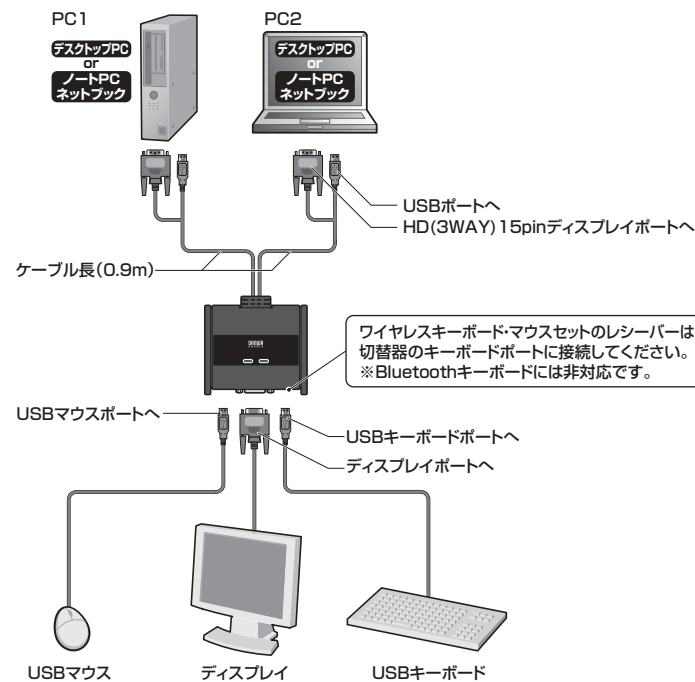 PC1
デスクトップPC
or
ノートPC
ネットブック
PC2
デスクトップPC
or
ノートPC
ネットブック
USBポートへ
HD(3WAY)15pinディスプレイポートへ
ケーブル長(0.9m)
SANWA
SUPPLY
ワイヤレスキーボード・マウスセットのレシーバーは
切替器のキーボードポートに接続してください。
※Bluetoothキーボードには非対応です。
USBマウスポートへ
USBキーボードポートへ
ディスプレイポートへ
USBマウス
ディスプレイ
USBキーボード